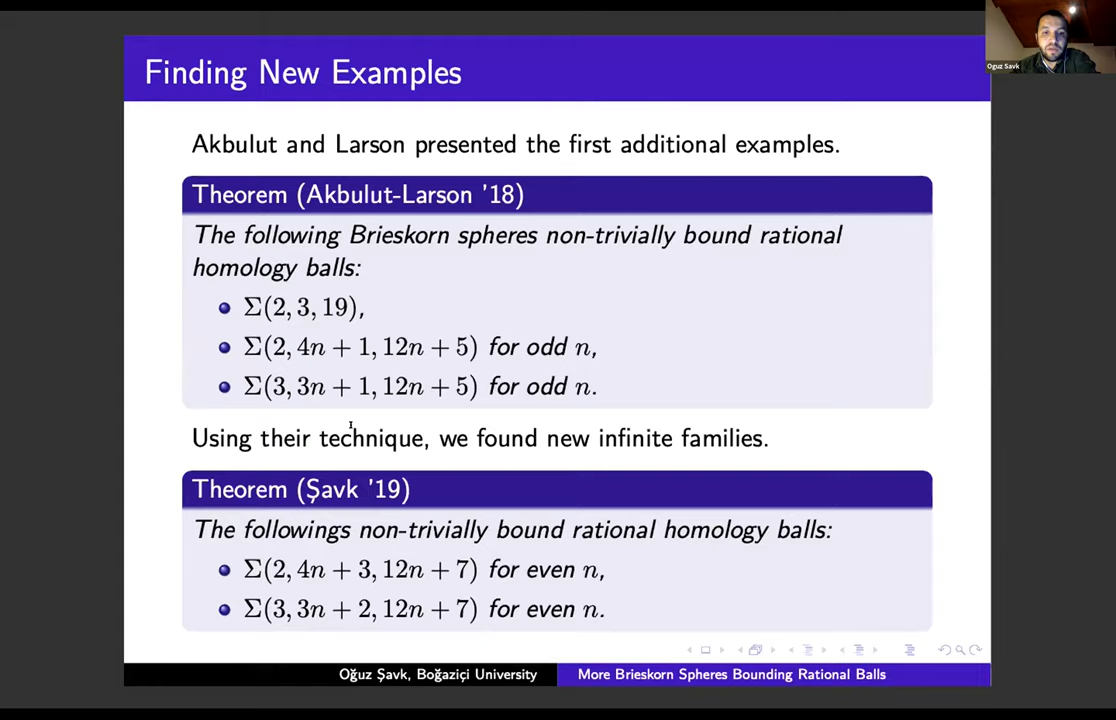 Finding New Examples
Oguz Savk
Akbulut and Larson presented the first additional examples.
Theorem (Akbulut-Larson '18)
The following Brieskorn spheres non-trivially bound rational
homology balls:
Σ(2, 3, 19),
Σ(2, 4n + 1, 12n + 5) for odd n,
Σ(3, 3n + 1, 12n + 5) for odd n.
Using their technique, we found new infinite families.
Theorem (Şavk '19)
The followings non-trivially bound rational homology balls:
Σ(2, 4n + 3, 12n + 7) for even n,
Σ(3, 3n + 2, 12n + 7) for even n.
Oğuz Şavk, Boğaziçi University
More Brieskorn Spheres Bounding Rational Balls